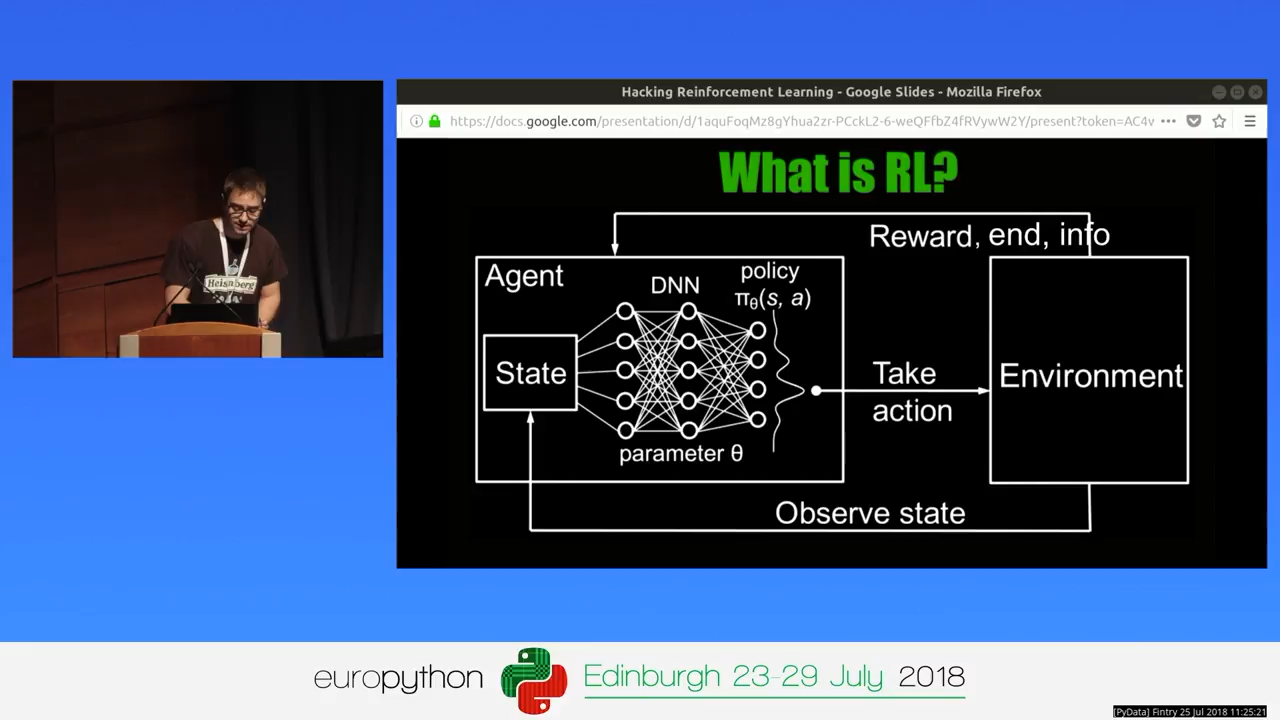 Hacking Reinforcement Learning - Google Slides - Mozilla Firefox
https://docs.google.com/presentation/d/1aquFoqMz8gYhua2zr-PCckL2-6-weQFfbZ4fRVywW2Y/present?token=AC4v
What is RL?
Reward, end, info
Agent
DNN
policy
πθ(s, a)
State
Take
action
Environment
parameter θ
Observe state
Heisnberg
europython
Edinburgh 23-29 July 2018
[PyData] Fintry 25 Jul 2018 11:25:21